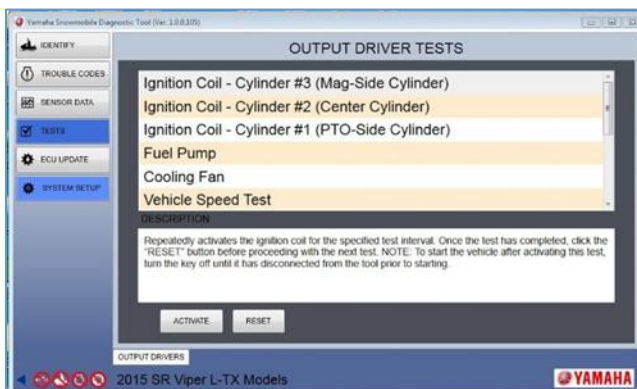 Yamaha Snowmobile Diagnostic Tool (Ver. 1.0.0.305)
IDENTIFY
TROUBLE CODES
SENSOR DATA
TESTS
ECU UPDATE
SYSTEM SETUP
OUTPUT DRIVER TESTS
Ignition Coil - Cylinder #3 (Mag-Side Cylinder)
Ignition Coil - Cylinder #2 (Center Cylinder)
Ignition Coil - Cylinder #1 (PTO-Side Cylinder)
Fuel Pump
Cooling Fan
Vehicle Speed Test
DESCRIPTION
Repeatedly activates the ignition coil for the specified test interval. Once the test has completed, click the
"RESET" button before proceeding with the next test. NOTE: To start the vehicle after activating this test,
turn the key off until it has disconnected from the tool prior to starting.
ACTIVATE RESET
OUTPUT DRIVERS
2015 SR Viper L-TX Models
YAMAHA